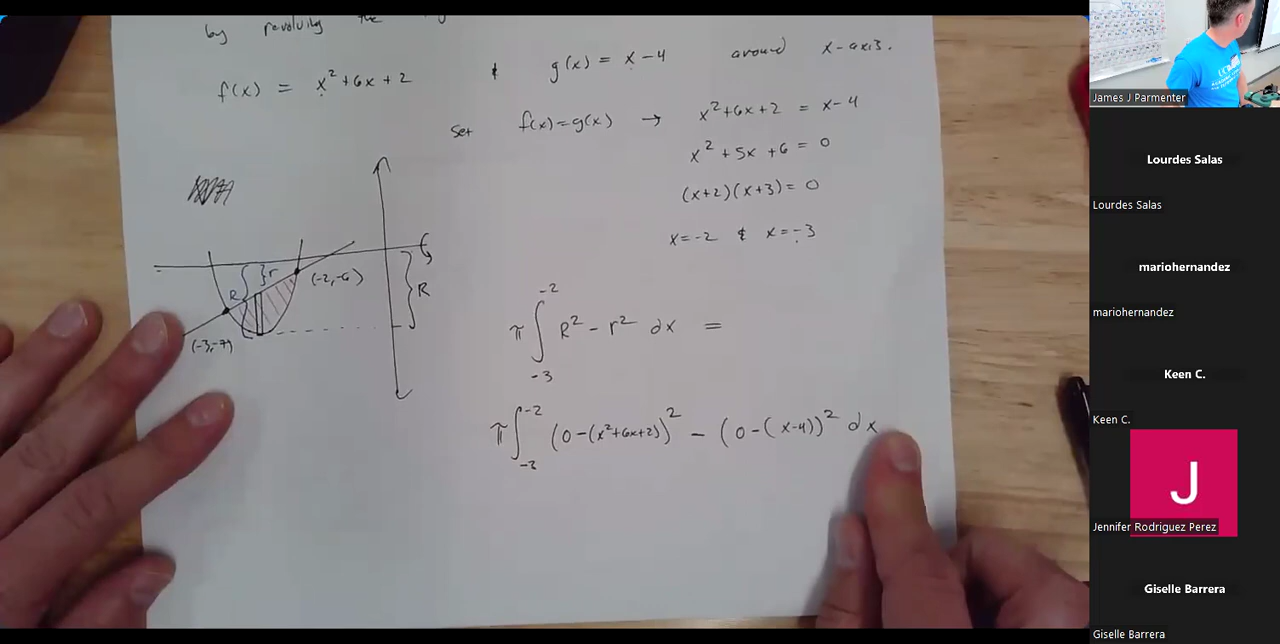 by revolving the
f(x) = x²+6x+2 & g(x) = x-4 around x-axis.
Set f(x)=g(x) → x²+6x+2 = x-4
x²+5x+6=0
(x+2)(x+3)=0
x=-2 & x=-3
R } r (-2,-6) R
(-3,-7)
π∫₋₃⁻² R²-r² dx =
π∫₋₃⁻² (0-(x²+6x+2))² - (0-(x-4))² dx
James J Parmenter
Lourdes Salas
Lourdes Salas
mariohernandez
mariohernandez
Keen C.
Keen C.
J
Jennifer Rodriguez Perez
Giselle Barrera
Giselle Barrera